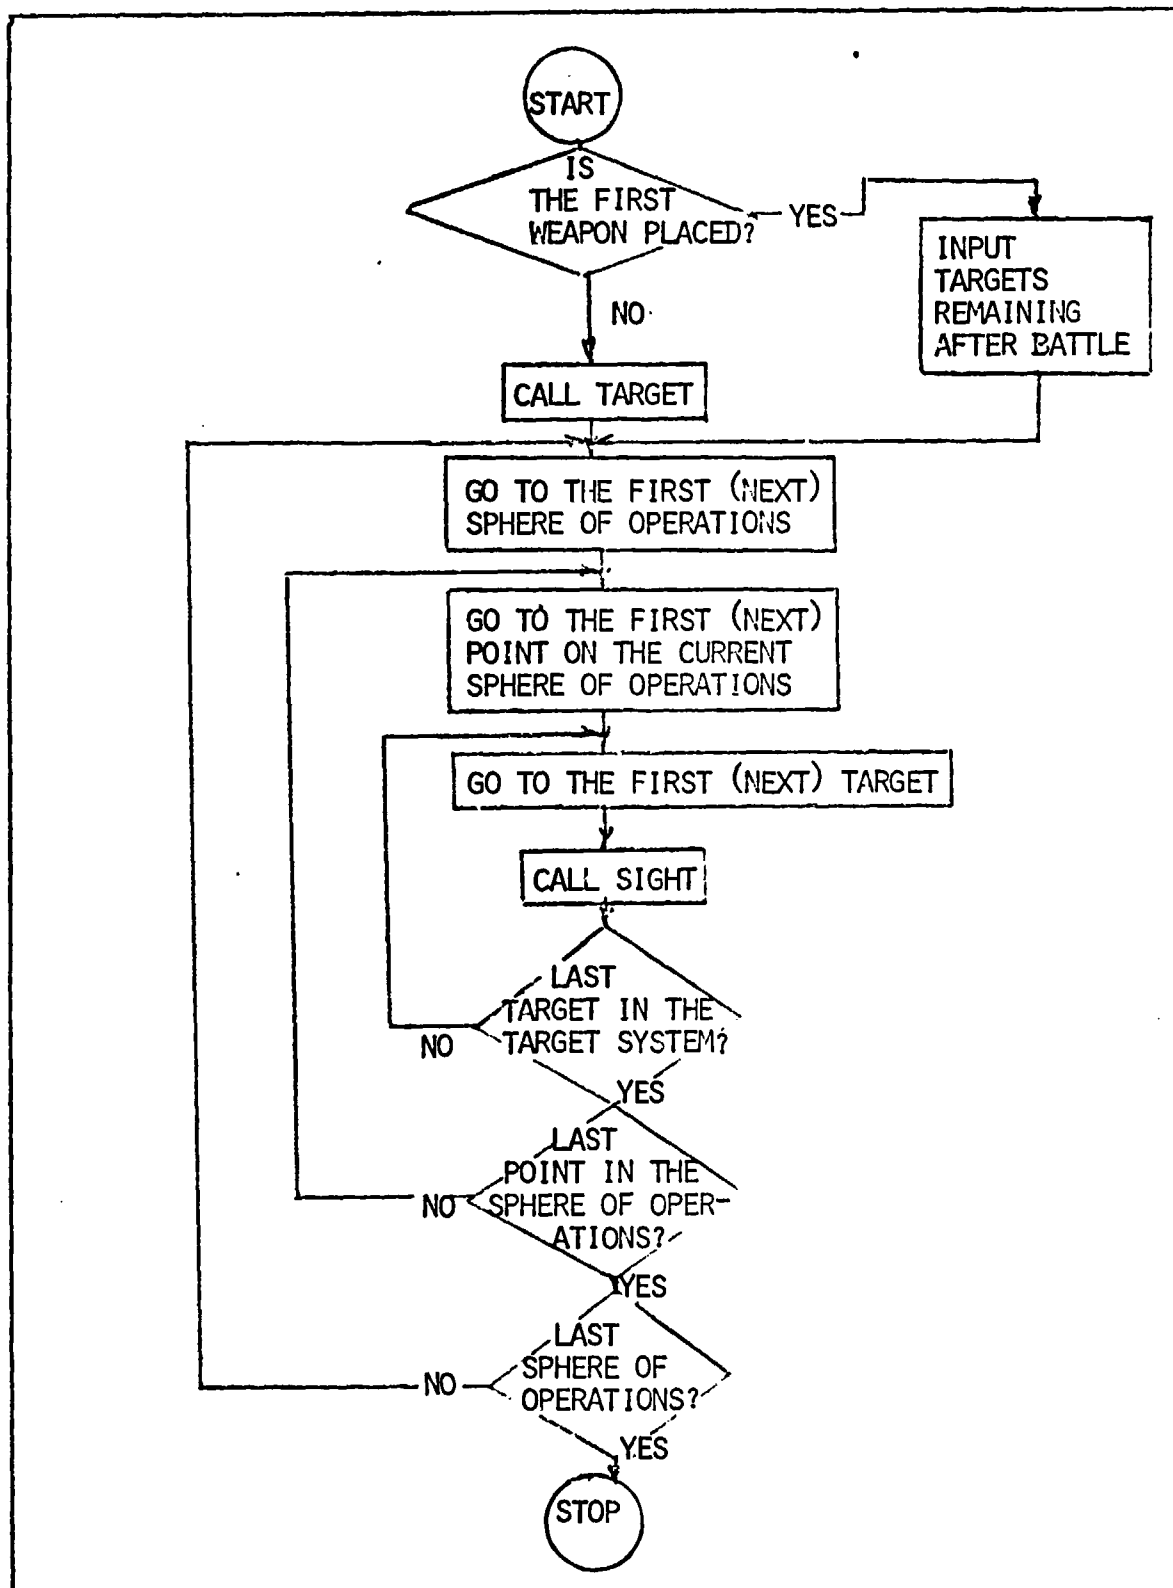 START
IS
THE FIRST
WEAPON PLACED?
YES
INPUT
TARGETS
REMAINING
AFTER BATTLE
NO
CALL TARGET
GO TO THE FIRST (NEXT)
SPHERE OF OPERATIONS
GO TO THE FIRST (NEXT)
POINT ON THE CURRENT
SPHERE OF OPERATIONS
GO TO THE FIRST (NEXT) TARGET
CALL SIGHT
LAST
TARGET IN THE
TARGET SYSTEM?
NO
YES
LAST
POINT IN THE
SPHERE OF OPER-
ATIONS?
NO
YES
LAST
SPHERE OF
OPERATIONS?
NO
YES
STOP